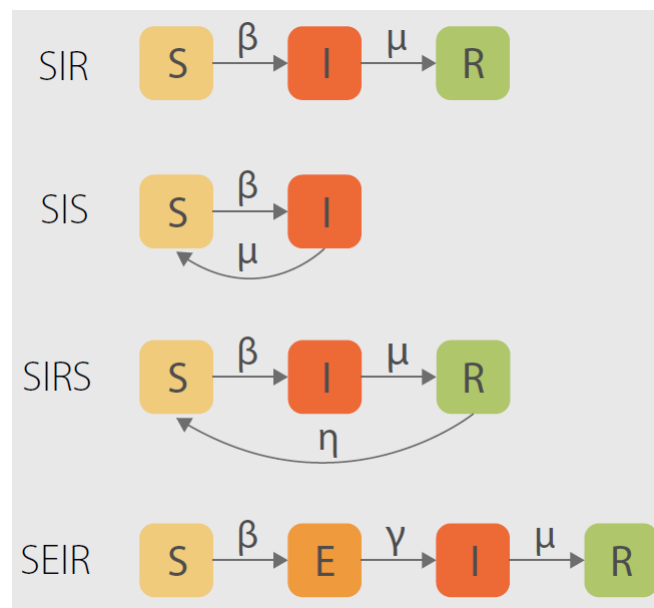 β μ
SIR S I R
β
SIS S I
μ
β μ
SIRS S I R
η
β γ μ
SEIR S E I R